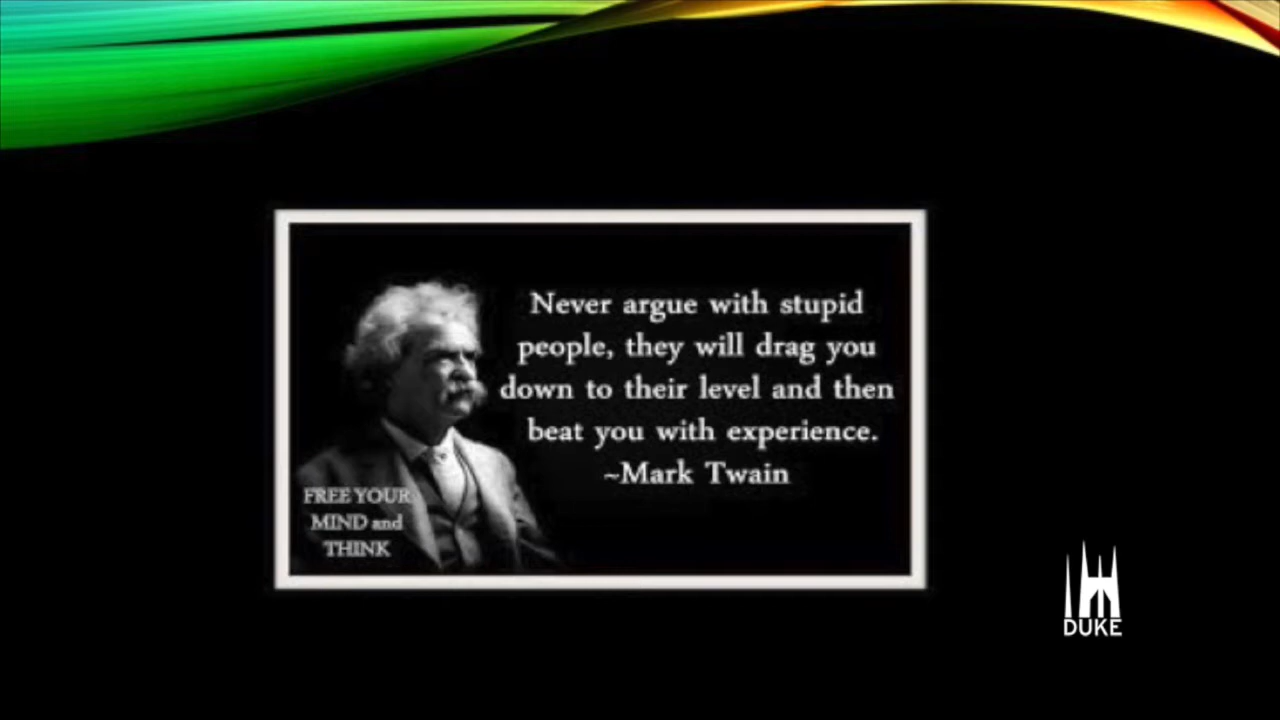 Never argue with stupid
people, they will drag you
down to their level and then
beat you with experience.
~Mark Twain
FREE YOUR
MIND and
THINK
DUKE